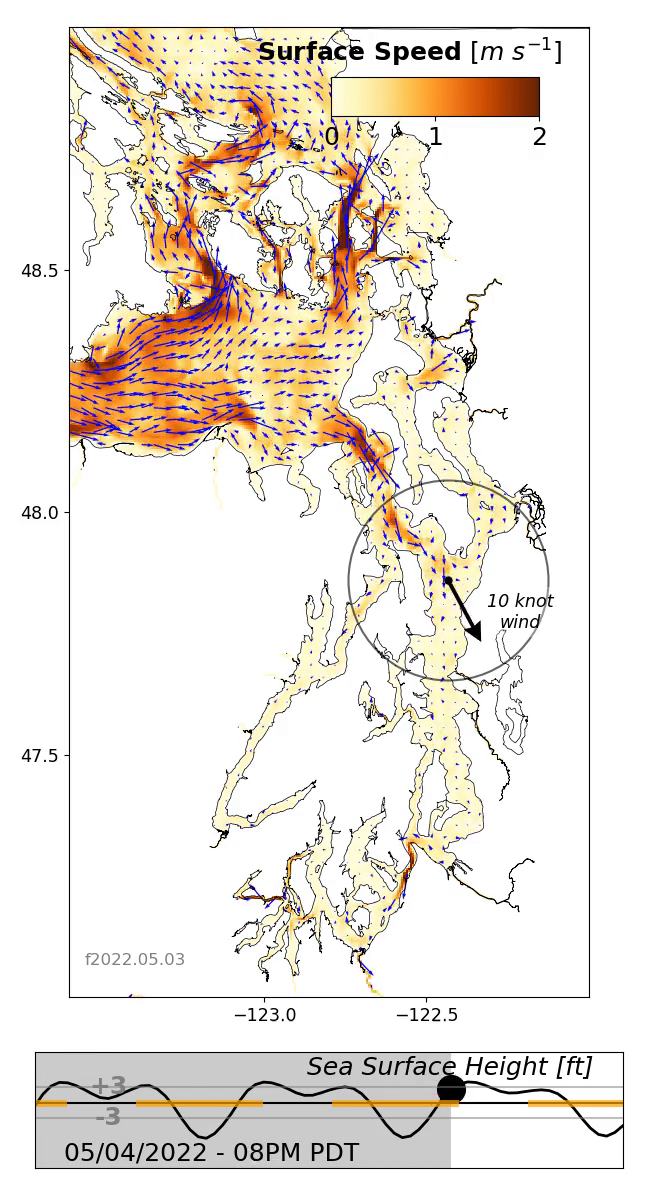 Surface Speed [m s⁻¹]
0 1 2
48.5
48.0
10 knot
wind
47.5
f2022.05.03
−123.0 −122.5
Sea Surface Height [ft]
+3
-3
05/04/2022 - 08PM PDT